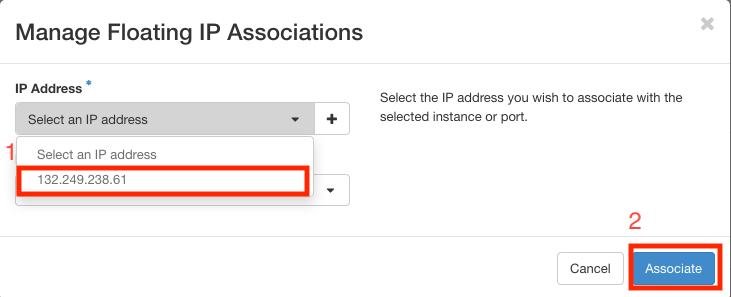 Manage Floating IP Associations
×
IP Address *
Select an IP address
+
Select the IP address you wish to associate with the
selected instance or port.
1
Select an IP address
132.249.238.61
2
Cancel
Associate